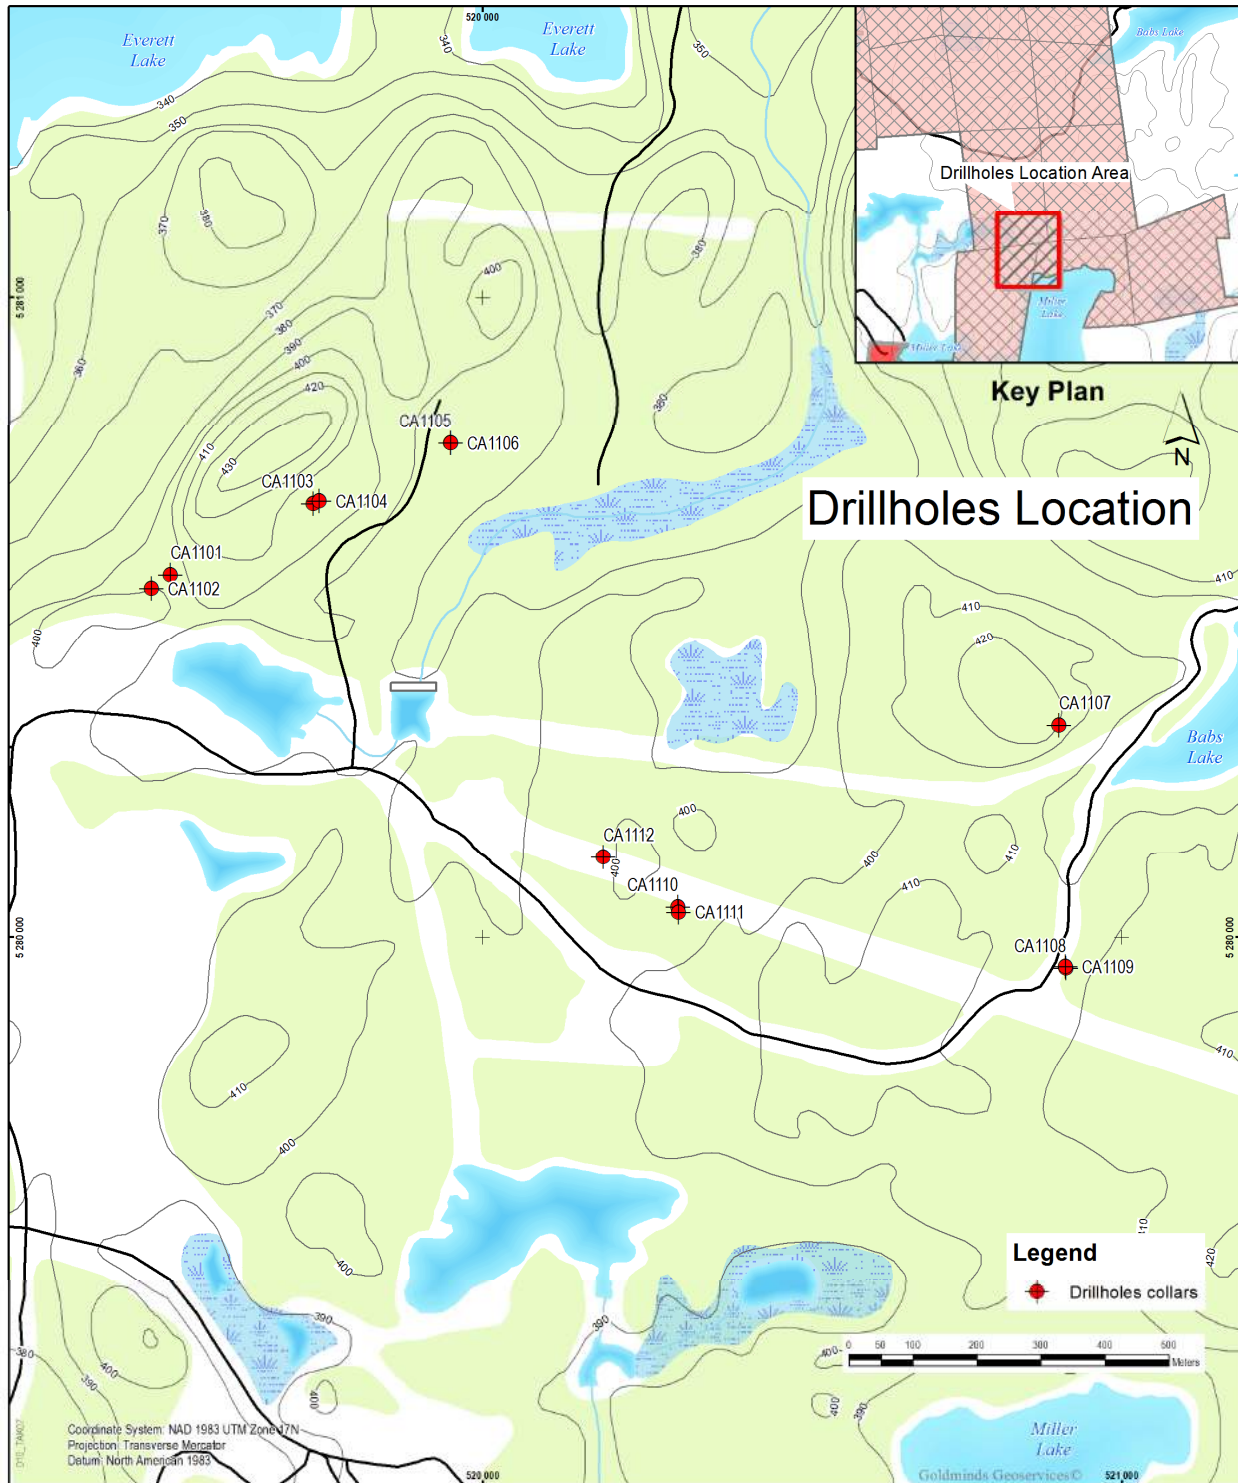 520 000
Everett
Lake
Everett
Lake
340
350
Babs Lake
340
350
Drillholes Location Area
370
380
380
400
5 281 000
370
380
390
400
420
360
Miller
Lake
Miller Lake
Key Plan
N
380
CA1105
CA1106
410
430
CA1103
CA1104
Drillholes Location
CA1101
CA1102
410
410
420
400
CA1107
Babs
Lake
400
CA1112
400
410
400
CA1110
CA1111
410
5 280 000
5 280 000
CA1108
CA1109
410
410
400
410
400
420
Legend
Drillholes collars
390
390
400
0 50 100 200 300 400 500
Meters
380
400
390
400
400
390
Coordinate System: NAD 1983 UTM Zone 17N
Projection: Transverse Mercator
Datum: North American 1983
Miller
Lake
Goldminds Geoservices©
520 000
521 000